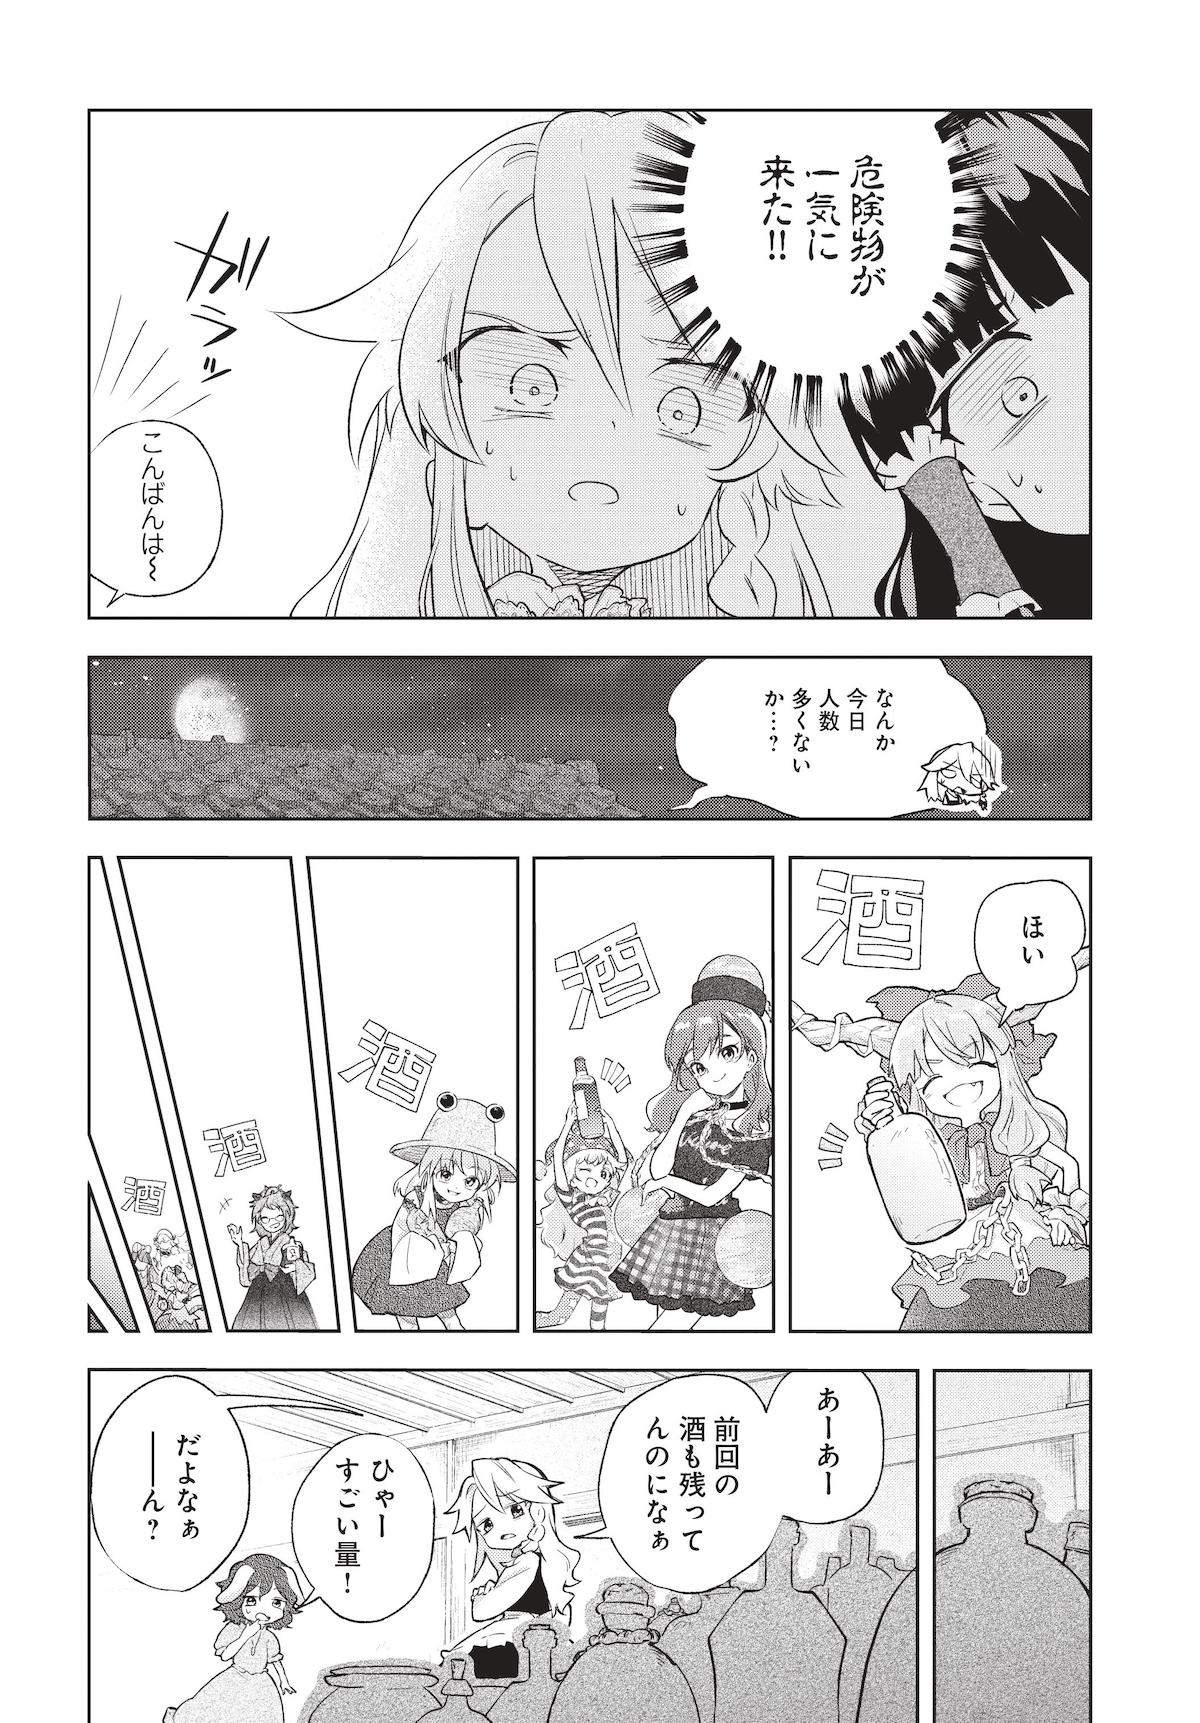 危険物が
一気に
来た!!
ガラッ
こんばんは〜
なんか
今日
人数
多くない
か…?
ほい
酒
酒
酒
酒
酒
あーあー
前回の
酒も残って
んのになぁ
ひゃー
すごい量!
だよなぁ
――ん?